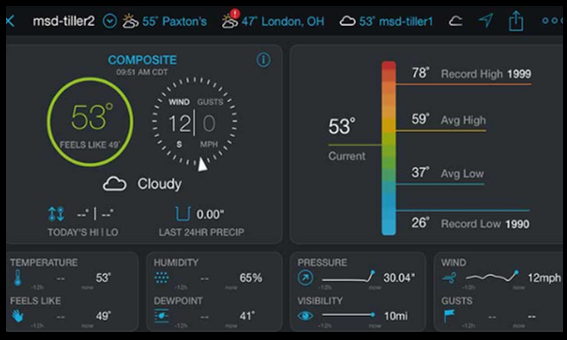 msd-tiller2 55° Paxton's 47° London, OH 53° msd-tiller1
COMPOSITE
09:51 AM CDT
53°
FEELS LIKE 49°
WIND GUSTS
12 0
S MPH
Cloudy
--° | --°
TODAY'S HI | LO
0.00"
LAST 24HR PRECIP
53°
Current
78° Record High 1999
59° Avg High
37° Avg Low
26° Record Low 1990
TEMPERATURE
-- 53°
-12h now
FEELS LIKE
-- 49°
-12h now
HUMIDITY
-- 65%
-12h now
DEWPOINT
-- 41°
-12h now
PRESSURE
30.04"
-12h now
VISIBILITY
10mi
-12h now
WIND
12mph
-12h now
GUSTS
-- --
-12h now